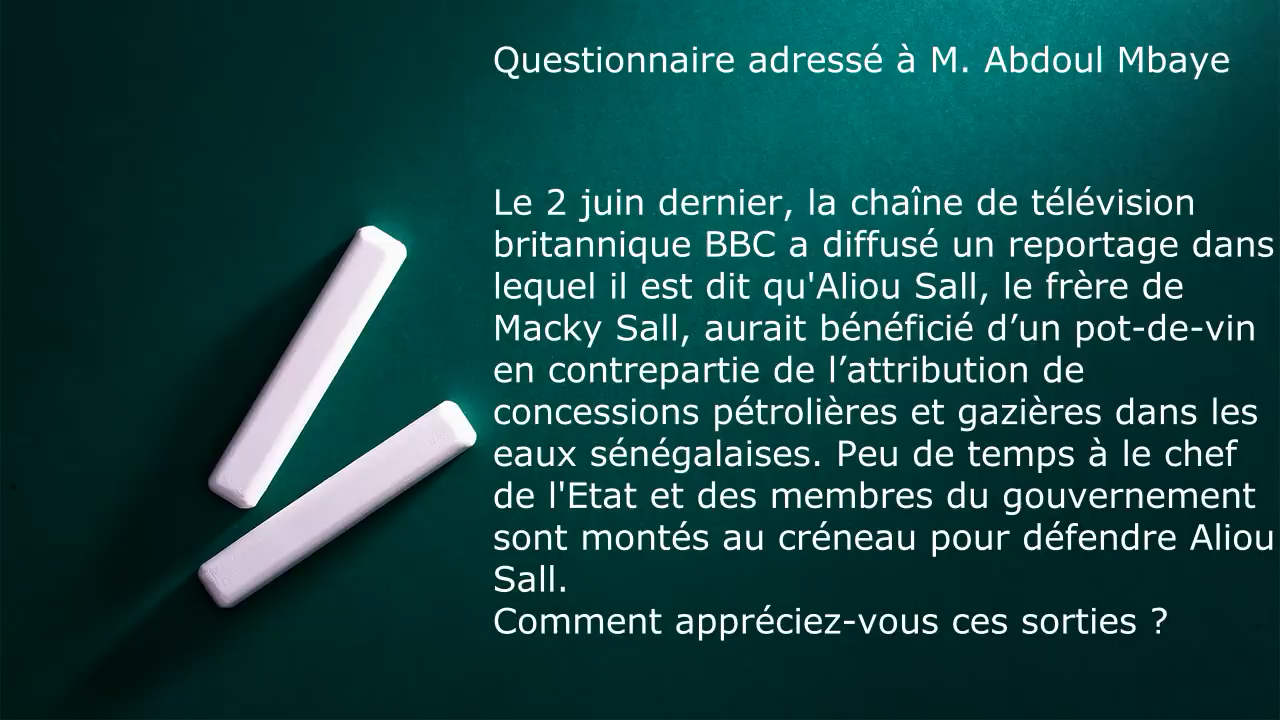 Questionnaire adressé à M. Abdoul Mbaye
Le 2 juin dernier, la chaîne de télévision
britannique BBC a diffusé un reportage dans
lequel il est dit qu'Aliou Sall, le frère de
Macky Sall, aurait bénéficié d’un pot-de-vin
en contrepartie de l’attribution de
concessions pétrolières et gazières dans les
eaux sénégalaises. Peu de temps à le chef
de l'Etat et des membres du gouvernement
sont montés au créneau pour défendre Aliou
Sall.
Comment appréciez-vous ces sorties ?